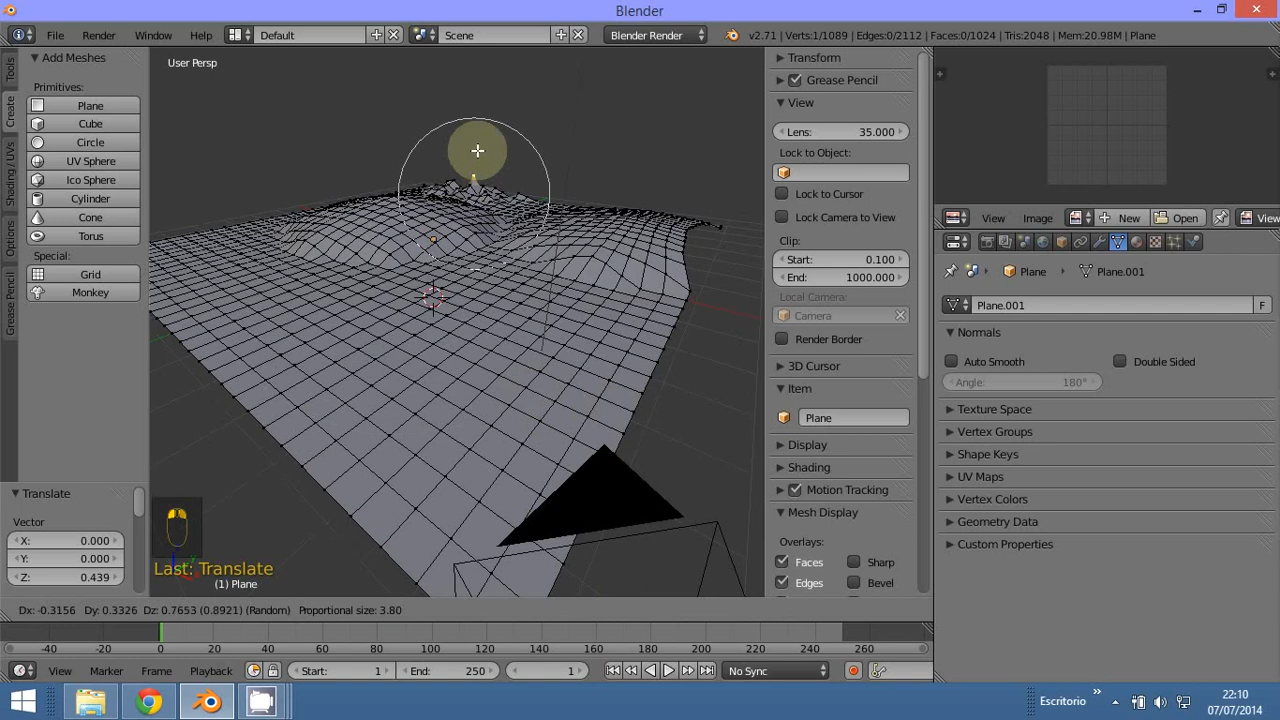 Blender
File Render Window Help Default Scene Blender Render v2.71 | Verts:1/1089 | Edges:0/2112 | Faces:0/1024 | Tris:2048 | Mem:20.98M | Plane
Tools
Create
Shading / UVs
Options
Grease Pencil
Add Meshes
Primitives:
Plane
Cube
Circle
UV Sphere
Ico Sphere
Cylinder
Cone
Torus
Special:
Grid
Monkey
Translate
Vector
X: 0.000
Y: 0.000
Z: 0.439
User Persp
Last: Translate
(1) Plane
Transform
Grease Pencil
View
Lens: 35.000
Lock to Object:
Lock to Cursor
Lock Camera to View
Clip:
Start: 0.100
End: 1000.000
Local Camera:
Camera
Render Border
3D Cursor
Item
Plane
Display
Shading
Motion Tracking
Mesh Display
Overlays:
Faces Sharp
Edges Bevel
View Image New Open View
Plane Plane.001
Plane.001 F
Normals
Auto Smooth Double Sided
Angle: 180°
Texture Space
Vertex Groups
Shape Keys
UV Maps
Vertex Colors
Geometry Data
Custom Properties
Dx: -0.3156 Dy: 0.3326 Dz: 0.7653 (0.8921) (Random) Proportional size: 3.80
-40 -20 0 20 40 60 80 100 120 140 160 180 200 220 240 260
View Marker Frame Playback Start: 1 End: 250 1 No Sync
Escritorio » 22:10
07/07/2014